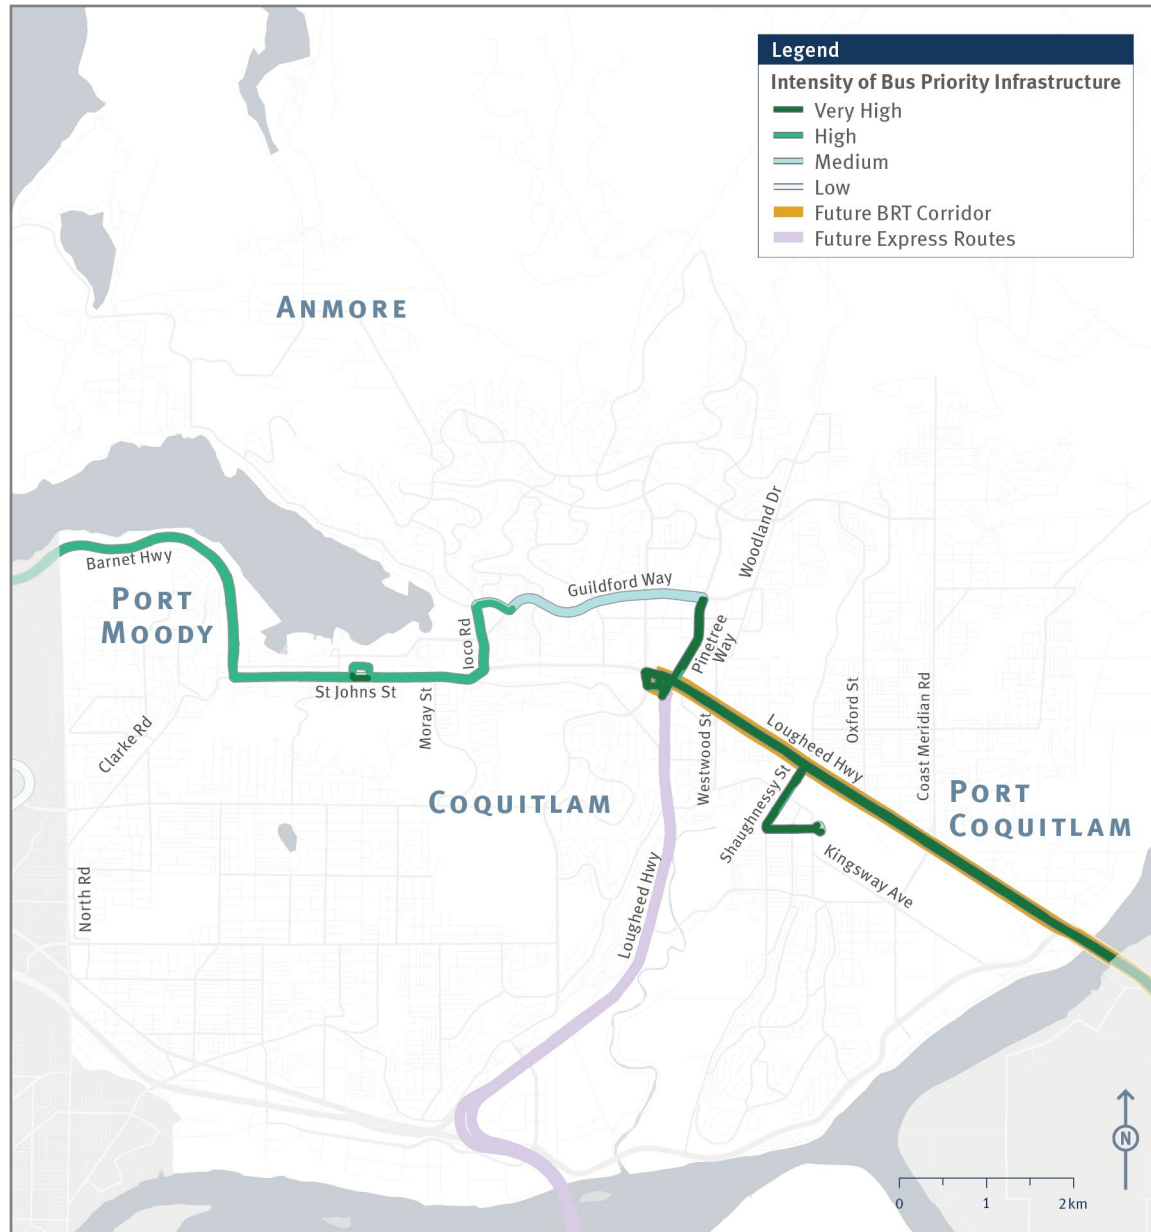 Legend
Intensity of Bus Priority Infrastructure
Very High
High
Medium
Low
Future BRT Corridor
Future Express Routes
ANMORE
Woodland Dr
Barnet Hwy
Guildford Way
PORT
MOODY
Ioco Rd
Pinetree
Way
St Johns St
Moray St
Clarke Rd
Westwood St
Oxford St
Coast Meridian Rd
Lougheed Hwy
Shaughnessy St
COQUITLAM
PORT
COQUITLAM
Kingsway Ave
North Rd
Lougheed Hwy
N
0 1 2 km